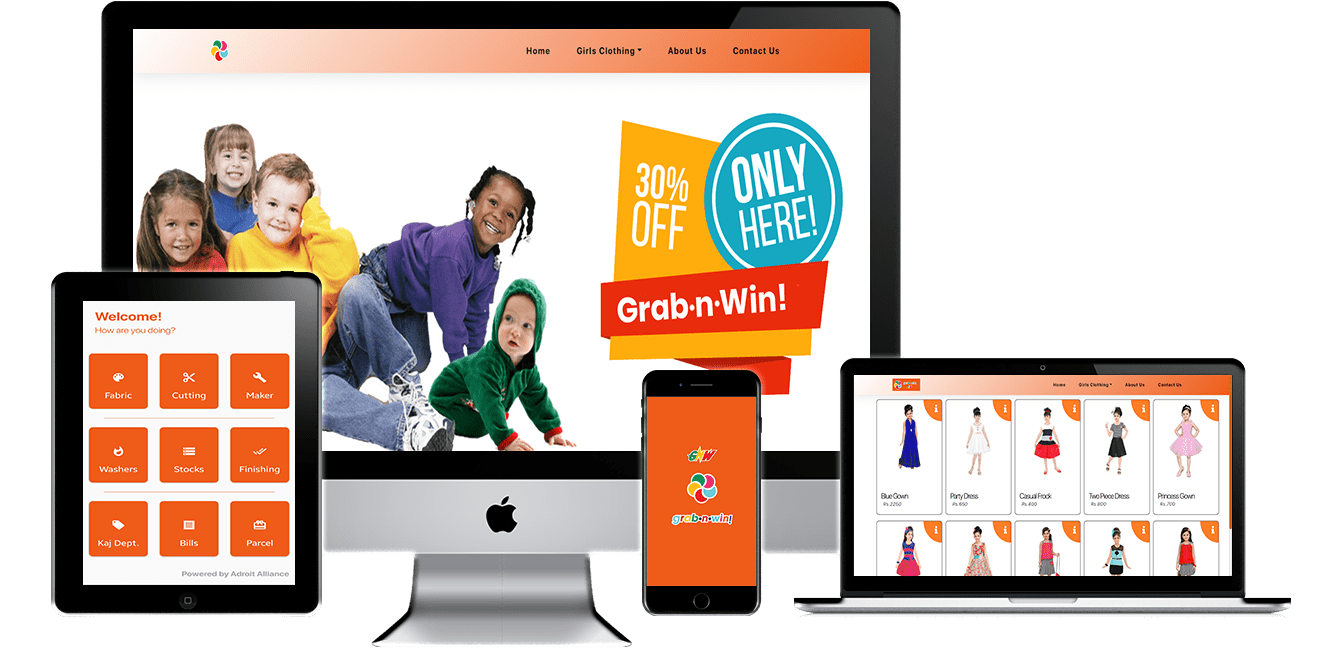 Home Girls Clothing About Us Contact Us
30%
OFF
ONLY
HERE!
Grab·n·Win!
Welcome!
How are you doing?
Fabric Cutting Maker
Washers Stocks Finishing
Kaj Dept. Bills Parcel
Powered by Adroit Alliance
GNW
grab·n·win!
Home Girls Clothing About Us Contact Us
Blue Gown Party Dress Casual Frock Two Piece Dress Princess Gown
Rs.2250 Rs.650 Rs.490 Rs.800 Rs.700